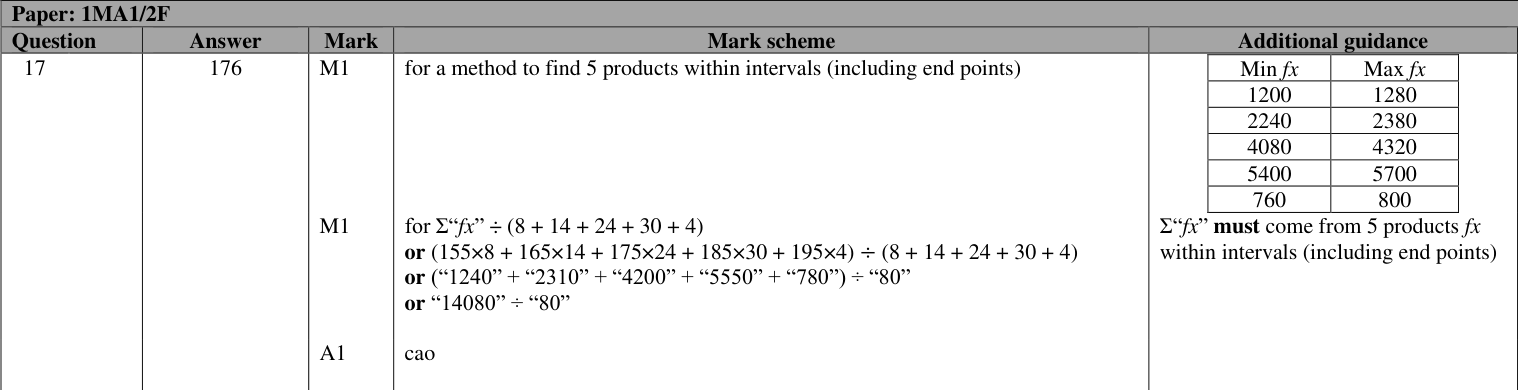 Paper: 1MA1/2F
Question Answer Mark Mark scheme Additional guidance
17 176 M1 for a method to find 5 products within intervals (including end points) Min fx Max fx
1200 1280
2240 2380
4080 4320
5400 5700
760 800
M1 for Σ“fx” ÷ (8 + 14 + 24 + 30 + 4) Σ“fx” must come from 5 products fx
or (155×8 + 165×14 + 175×24 + 185×30 + 195×4) ÷ (8 + 14 + 24 + 30 + 4) within intervals (including end points)
or (“1240” + “2310” + “4200” + “5550” + “780”) ÷ “80”
or “14080” ÷ “80”
A1 cao